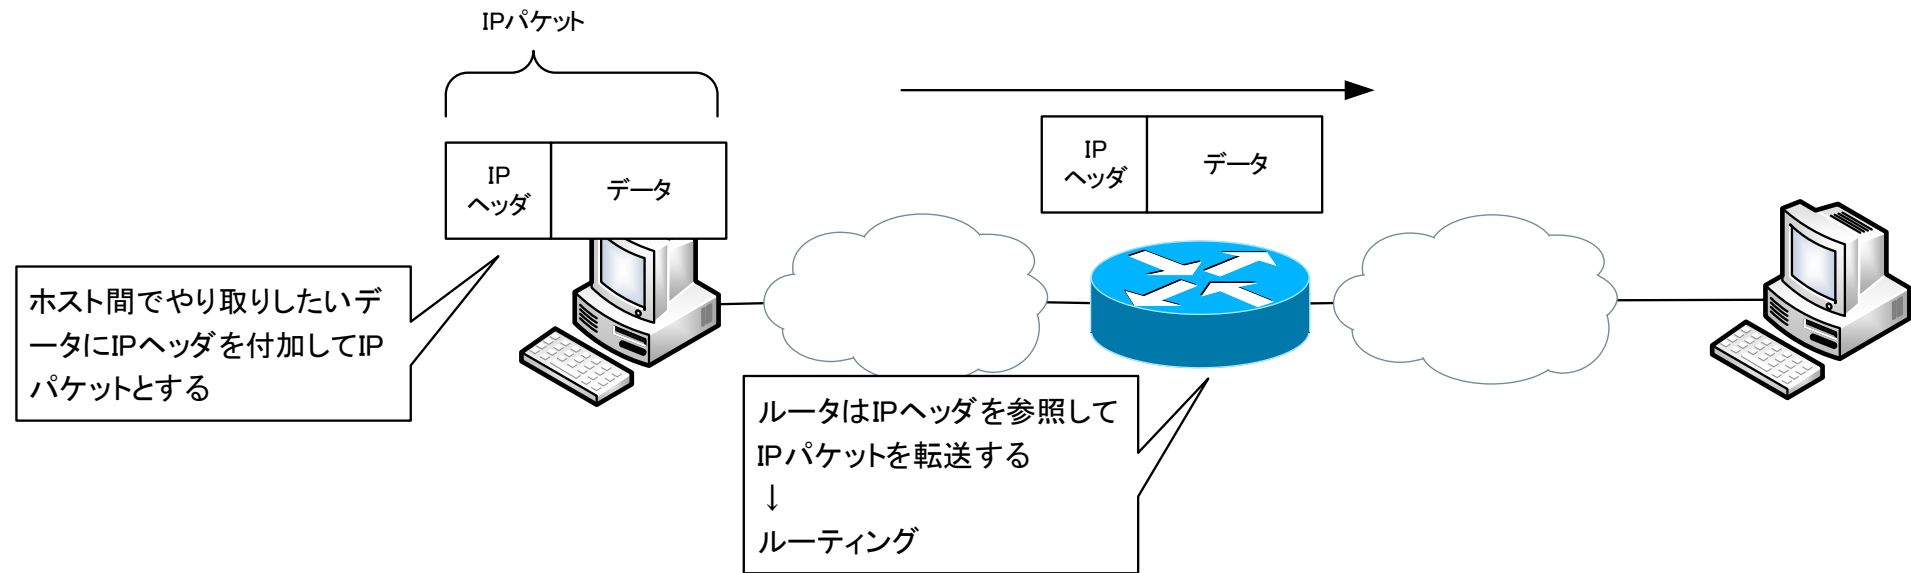 IPパケット
IP
ヘッダ
データ
IP
ヘッダ
データ
ホスト間でやり取りしたいデ
ータにIPヘッダを付加してIP
パケットとする
ルータはIPヘッダを参照して
IPパケットを転送する
↓
ルーティング